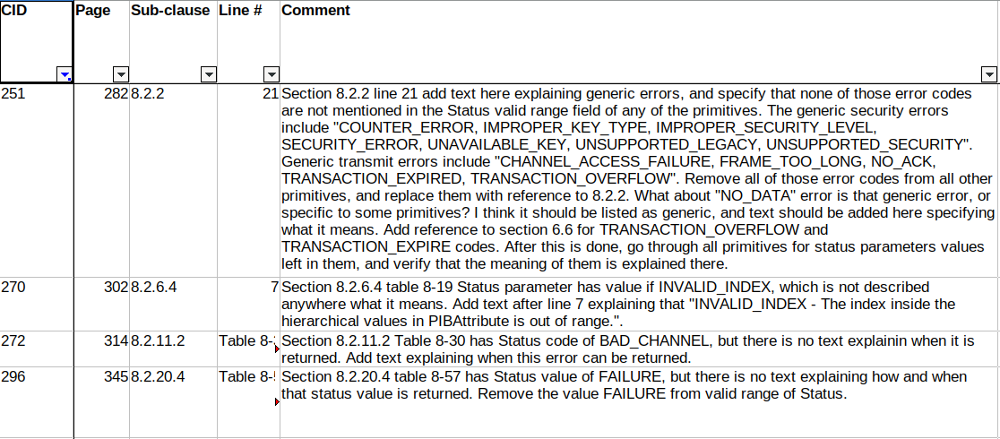 CID Page Sub-clause Line # Comment
251 282 8.2.2 21 Section 8.2.2 line 21 add text here explaining generic errors, and specify that none of those error codes
are not mentioned in the Status valid range field of any of the primitives. The generic security errors
include "COUNTER_ERROR, IMPROPER_KEY_TYPE, IMPROPER_SECURITY_LEVEL,
SECURITY_ERROR, UNAVAILABLE_KEY, UNSUPPORTED_LEGACY, UNSUPPORTED_SECURITY".
Generic transmit errors include "CHANNEL_ACCESS_FAILURE, FRAME_TOO_LONG, NO_ACK,
TRANSACTION_EXPIRED, TRANSACTION_OVERFLOW". Remove all of those error codes from all other
primitives, and replace them with reference to 8.2.2. What about "NO_DATA" error is that generic error, or
specific to some primitives? I think it should be listed as generic, and text should be added here specifying
what it means. Add reference to section 6.6 for TRANSACTION_OVERFLOW and
TRANSACTION_EXPIRE codes. After this is done, go through all primitives for status parameters values
left in them, and verify that the meaning of them is explained there.
270 302 8.2.6.4 7 Section 8.2.6.4 table 8-19 Status parameter has value if INVALID_INDEX, which is not described
anywhere what it means. Add text after line 7 explaining that "INVALID_INDEX - The index inside the
hierarchical values in PIBAttribute is out of range.".
272 314 8.2.11.2 Table 8- Section 8.2.11.2 Table 8-30 has Status code of BAD_CHANNEL, but there is no text explainin when it is
returned. Add text explaining when this error can be returned.
296 345 8.2.20.4 Table 8- Section 8.2.20.4 table 8-57 has Status value of FAILURE, but there is no text explaining how and when
that status value is returned. Remove the value FAILURE from valid range of Status.